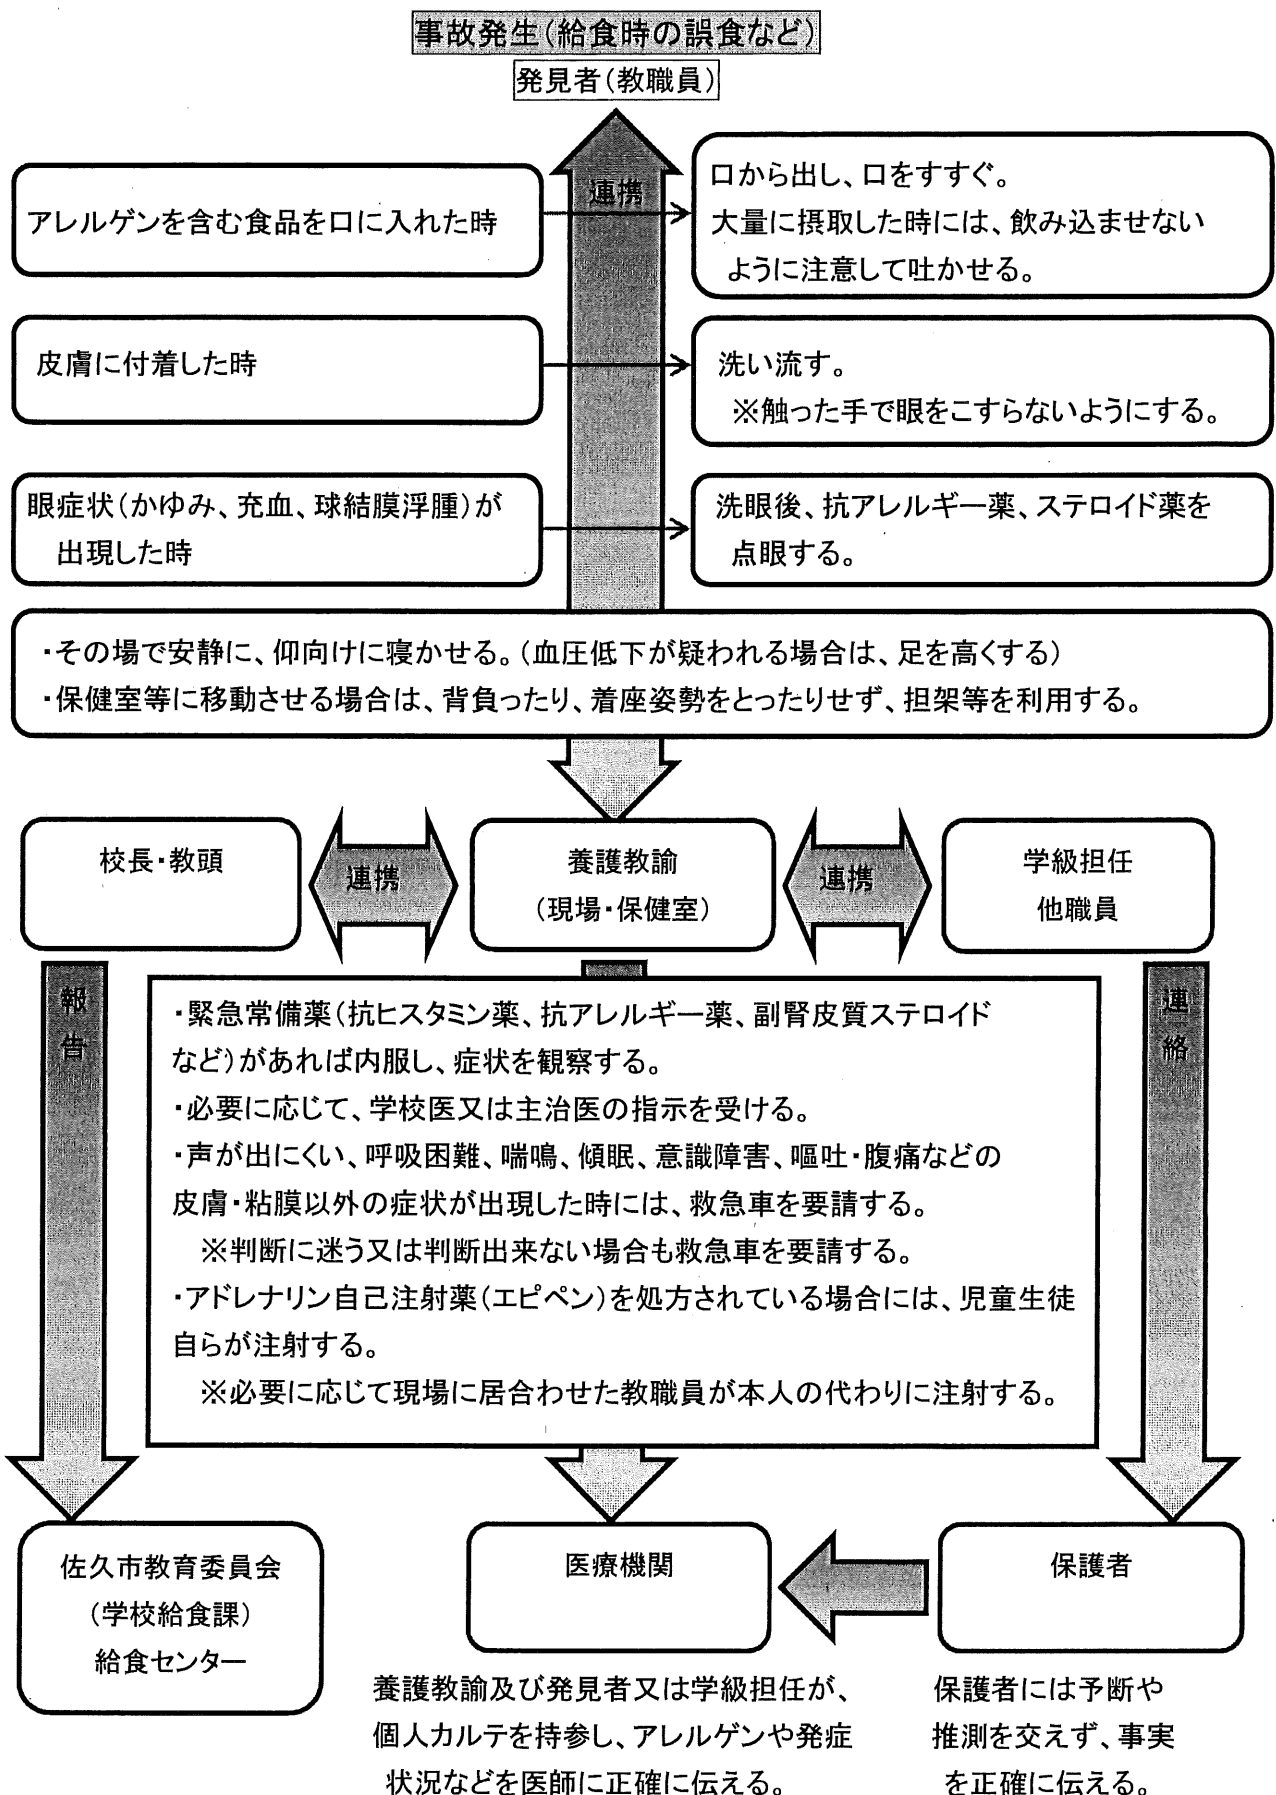 事故発生(給食時の誤食など)
発見者(教職員)
連携
アレルゲンを含む食品を口に入れた時
口から出し、口をすすぐ。
大量に摂取した時には、飲み込ませない
ように注意して吐かせる。
皮膚に付着した時
洗い流す。
※触った手で眼をこすらないようにする。
眼症状(かゆみ、充血、球結膜浮腫)が
出現した時
洗眼後、抗アレルギー薬、ステロイド薬を
点眼する。
・その場で安静に、仰向けに寝かせる。(血圧低下が疑われる場合は、足を高くする)
・保健室等に移動させる場合は、背負ったり、着座姿勢をとったりせず、担架等を利用する。
校長・教頭
連携
養護教諭
(現場・保健室)
連携
学級担任
他職員
報告
・緊急常備薬(抗ヒスタミン薬、抗アレルギー薬、副腎皮質ステロイド
など)があれば内服し、症状を観察する。
・必要に応じて、学校医又は主治医の指示を受ける。
・声が出にくい、呼吸困難、喘鳴、傾眠、意識障害、嘔吐・腹痛などの
皮膚・粘膜以外の症状が出現した時には、救急車を要請する。
※判断に迷う又は判断出来ない場合も救急車を要請する。
・アドレナリン自己注射薬(エピペン)を処方されている場合には、児童生徒
自らが注射する。
※必要に応じて現場に居合わせた教職員が本人の代わりに注射する。
連絡
佐久市教育委員会
(学校給食課)
給食センター
医療機関
保護者
養護教諭及び発見者又は学級担任が、
個人カルテを持参し、アレルゲンや発症
状況などを医師に正確に伝える。
保護者には予断や
推測を交えず、事実
を正確に伝える。